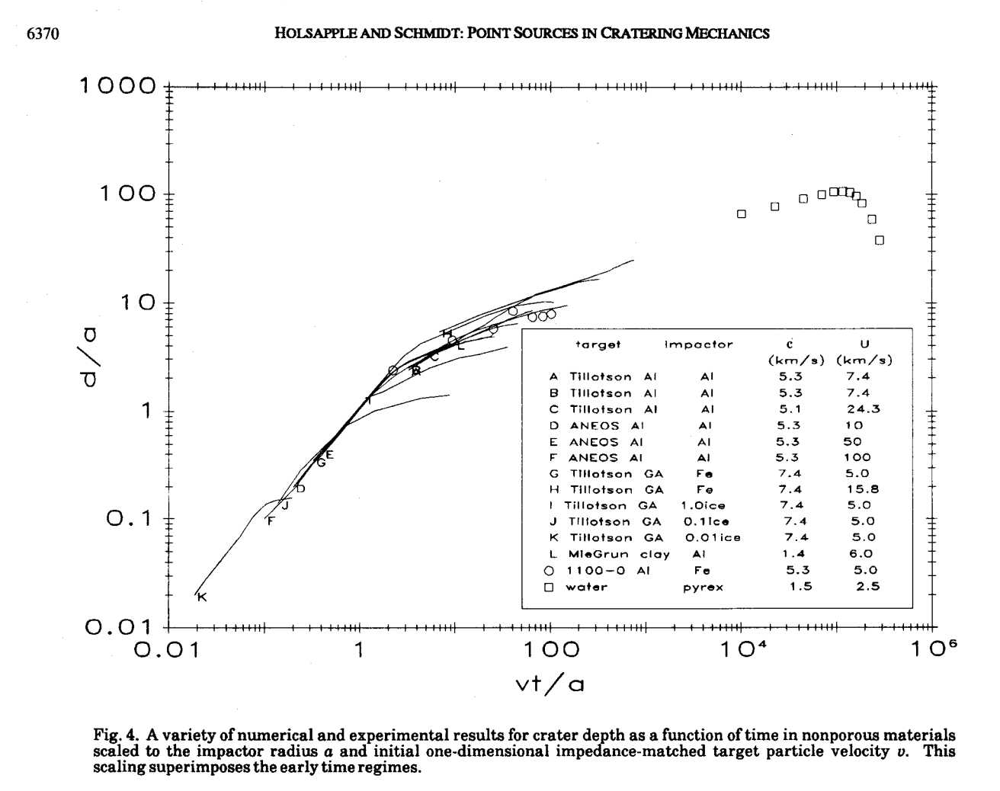 6370
HOLSAPPLE AND SCHMIDT: POINT SOURCES IN CRATERING MECHANICS
1000
100
10
1
0.1
0.01
d/a
0.01
1
100
10⁴
10⁶
vt/a
H
L
C
B
A
I
E
G
D
J
F
K
target Impactor c U
(km/s) (km/s)
A Tillotson Al Al 5.3 7.4
B Tillotson Al Al 5.3 7.4
C Tillotson Al Al 5.1 24.3
D ANEOS Al Al 5.3 10
E ANEOS Al Al 5.3 50
F ANEOS Al Al 5.3 100
G Tillotson GA Fe 7.4 5.0
H Tillotson GA Fe 7.4 15.8
I Tillotson GA 1.0ice 7.4 5.0
J Tillotson GA 0.1ice 7.4 5.0
K Tillotson GA 0.01ice 7.4 5.0
L MieGrun clay Al 1.4 6.0
1100-0 Al Fe 5.3 5.0
water pyrex 1.5 2.5
Fig. 4. A variety of numerical and experimental results for crater depth as a function of time in nonporous materials
scaled to the impactor radius a and initial one-dimensional impedance-matched target particle velocity v. This
scaling superimposes the early time regimes.